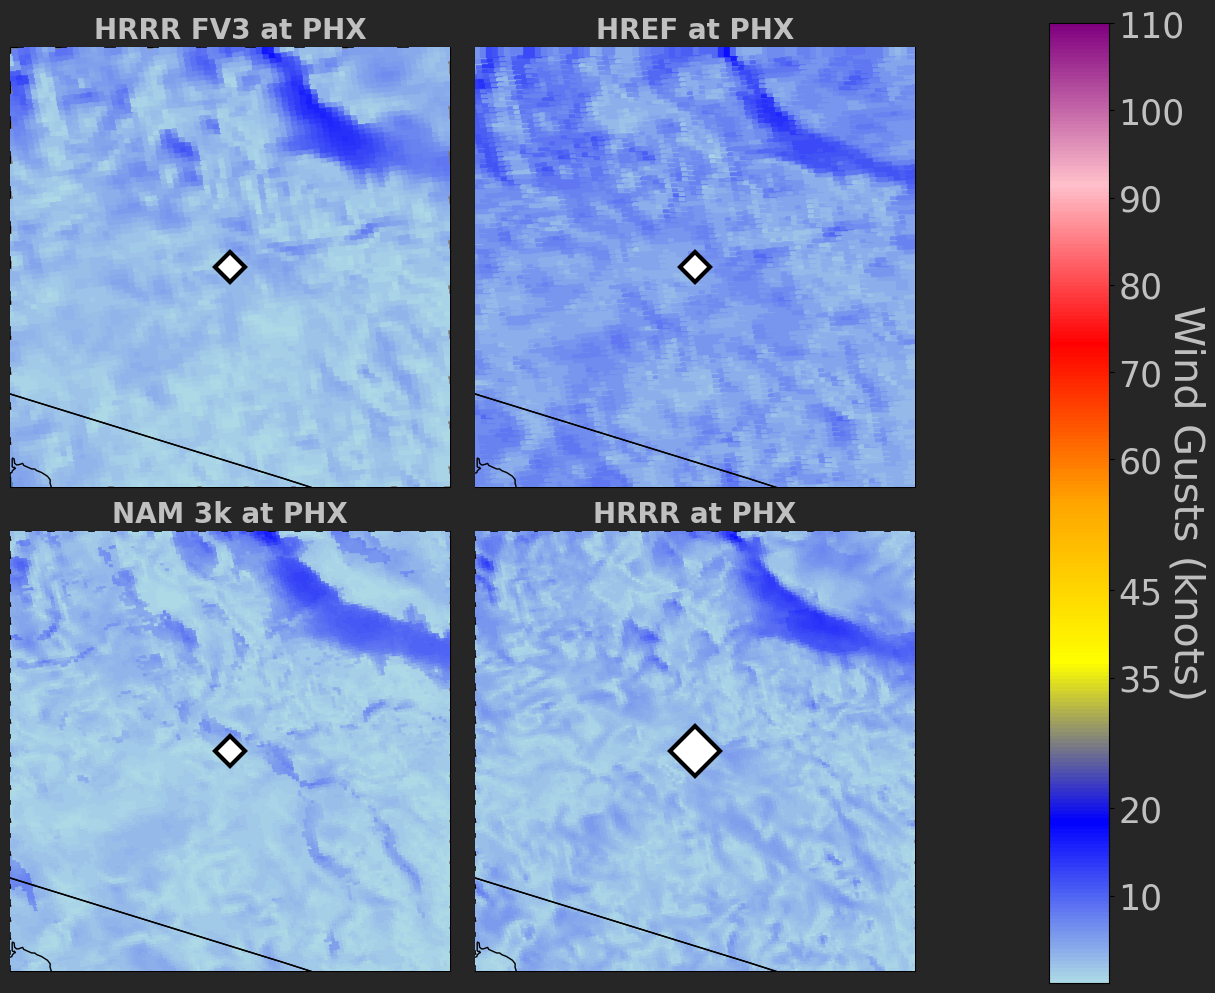 HRRR FV3 at PHX
HREF at PHX
NAM 3k at PHX
HRRR at PHX
110
100
90
80
70
60
45
35
20
10
Wind Gusts (knots)